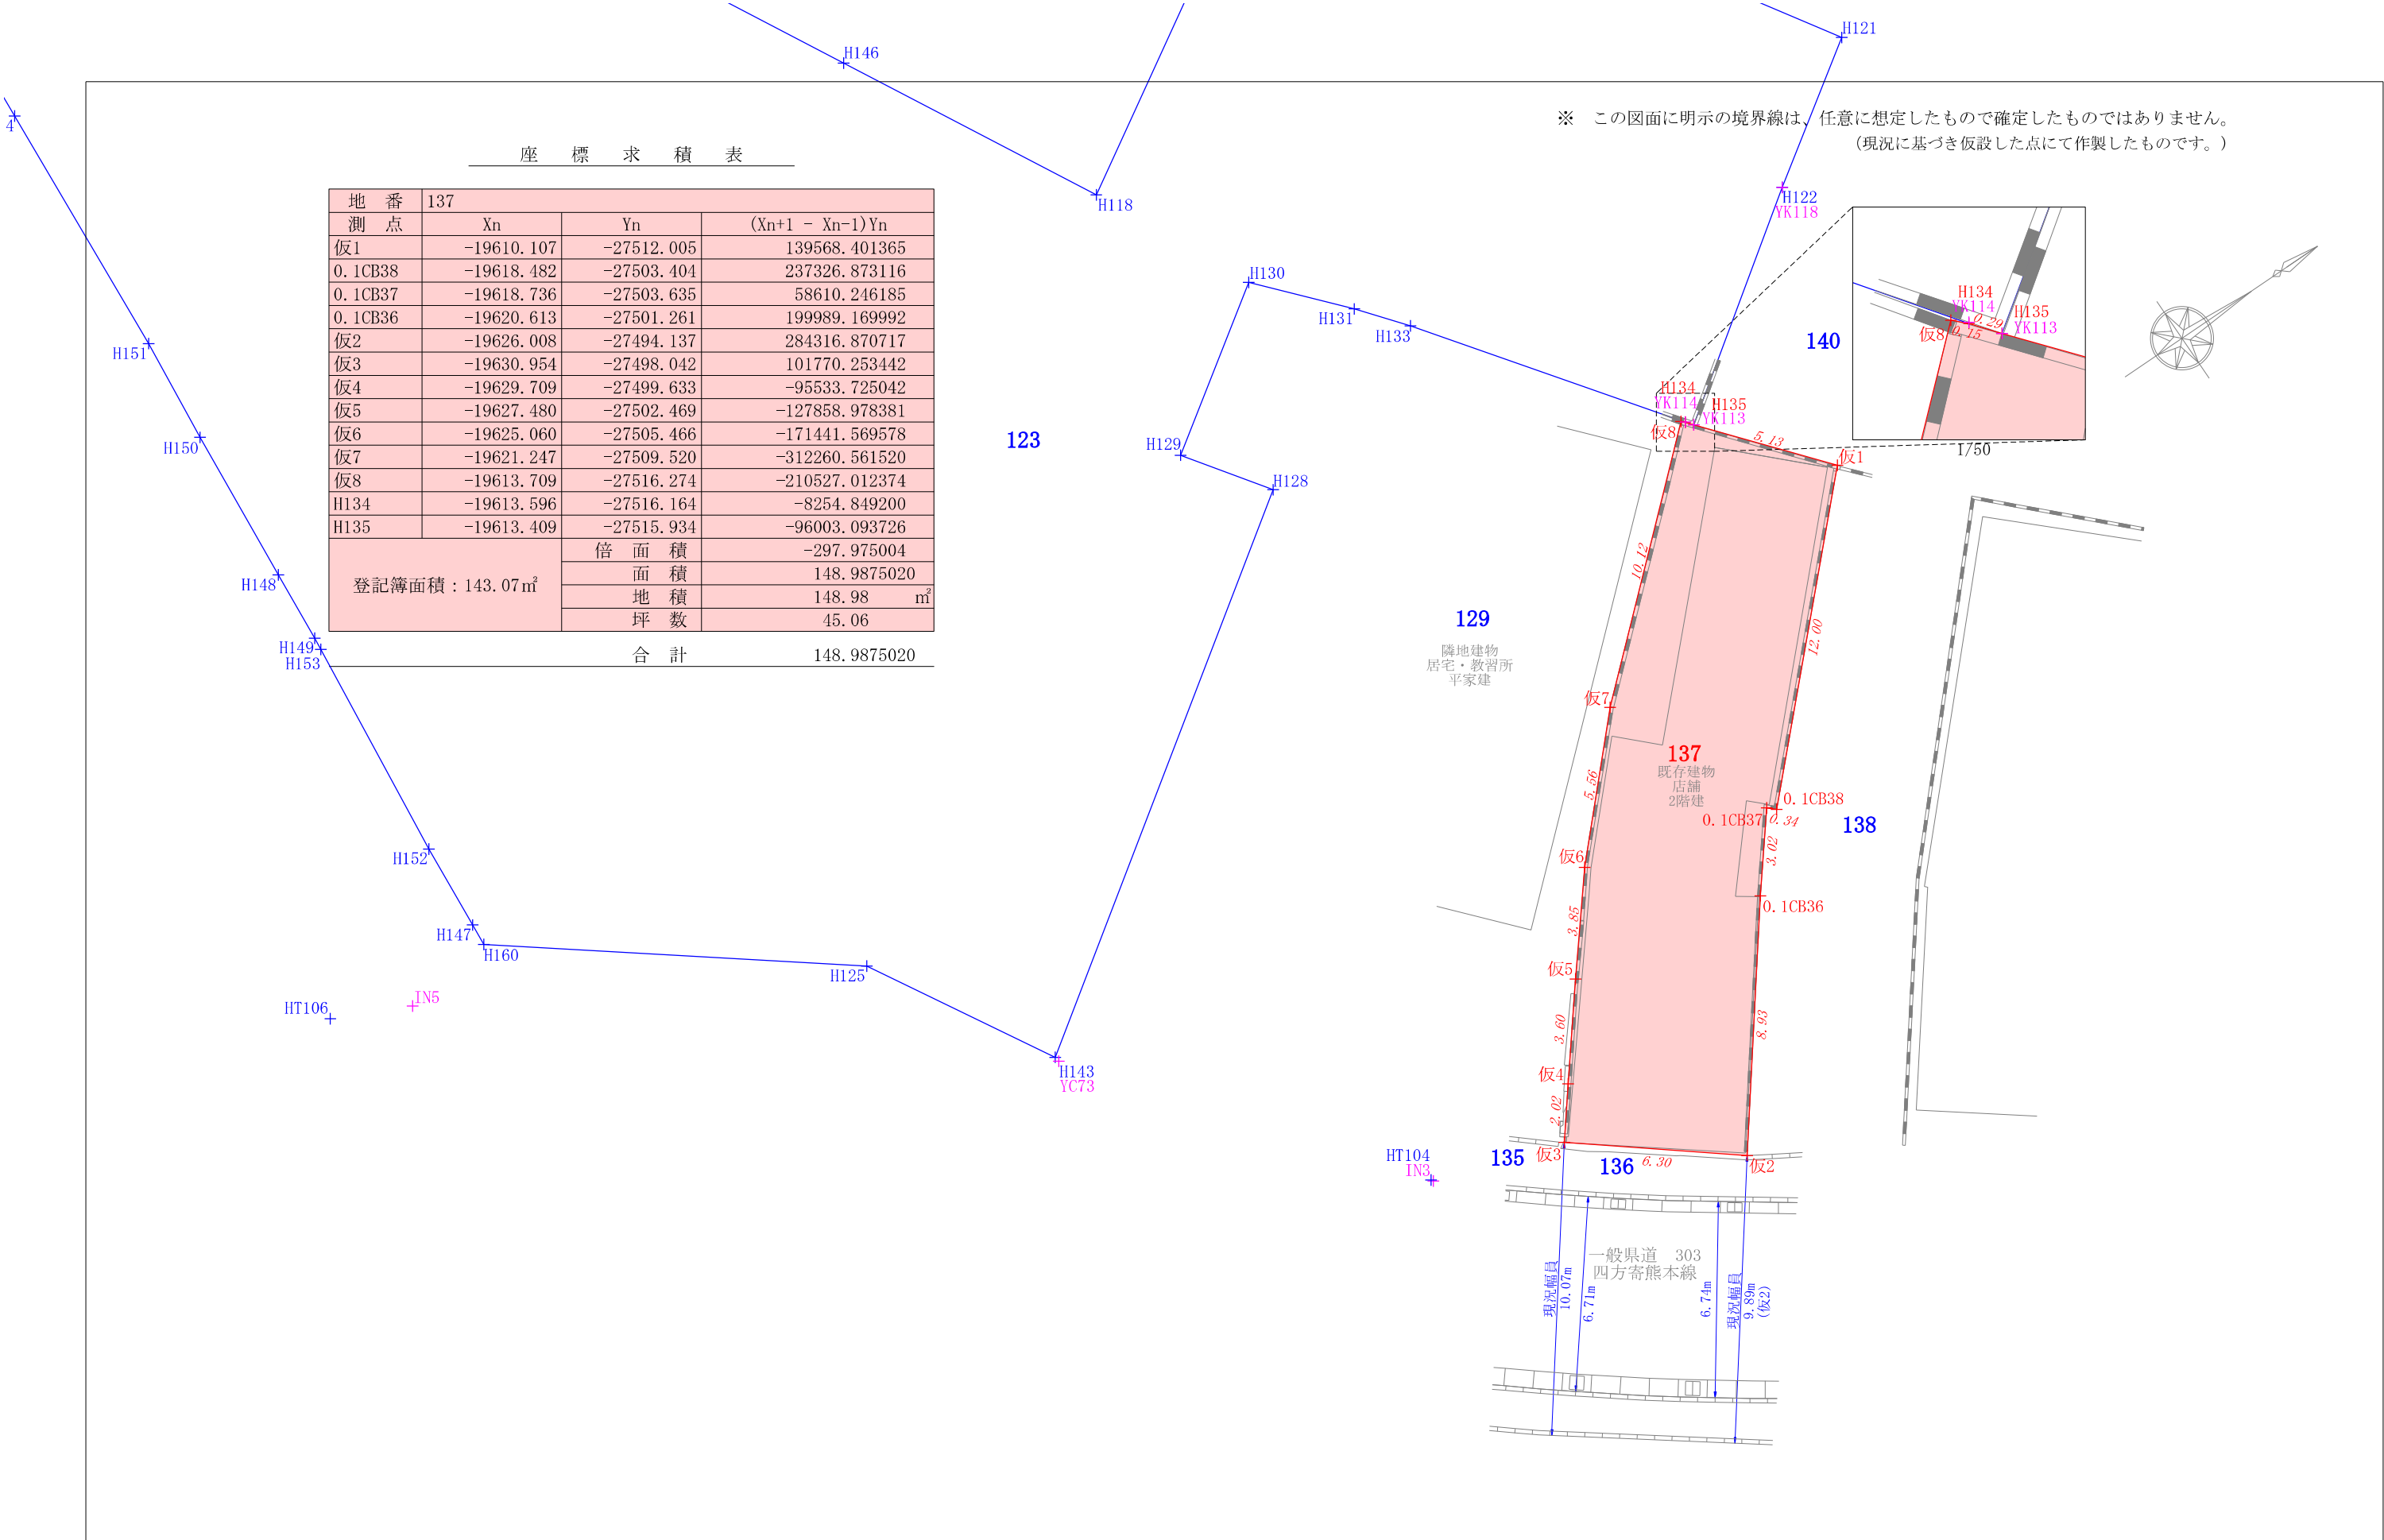 H146
H121
4
※　この図面に明示の境界線は、任意に想定したもので確定したものではありません。
（現況に基づき仮設した点にて作製したものです。）
座　標　求　積　表
H118
H122
YK118
地　番 137
測　点 Xn Yn (Xn+1 - Xn-1)Yn
仮1 -19610.107 -27512.005 139568.401365
0.1CB38 -19618.482 -27503.404 237326.873116
0.1CB37 -19618.736 -27503.635 58610.246185
0.1CB36 -19620.613 -27501.261 199989.169992
仮2 -19626.008 -27494.137 284316.870717
仮3 -19630.954 -27498.042 101770.253442
仮4 -19629.709 -27499.633 -95533.725042
仮5 -19627.480 -27502.469 -127858.978381
仮6 -19625.060 -27505.466 -171441.569578
仮7 -19621.247 -27509.520 -312260.561520
仮8 -19613.709 -27516.274 -210527.012374
H134 -19613.596 -27516.164 -8254.849200
H135 -19613.409 -27515.934 -96003.093726
倍　面　積 -297.975004
登記簿面積：143.07㎡
面　積 148.9875020
地　積 148.98 ㎡
坪　数 45.06
合　計 148.9875020
H130
H131
H133
H134
YK114
0.29
H135
YK113
仮8
0.15
1/50
140
H134
YK114
H135
YK113
仮8
5.13
仮1
H151
H150
H148
H149
H153
H152
H147
H160
H125
H143
YC73
HT106
IN5
123
H129
H128
10.12
12.00
129
隣地建物
居宅・教習所
平家建
仮7
137
既存建物
店舗
2階建
5.56
0.1CB38
0.1CB37
0.34
138
3.02
仮6
0.1CB36
3.85
仮5
3.60
8.93
仮4
2.02
仮3
135
136
6.30
仮2
HT104
IN3
一般県道　303
四方寄熊本線
現況幅員
10.07m
6.71m
6.74m
現況幅員
9.89m
(仮2)